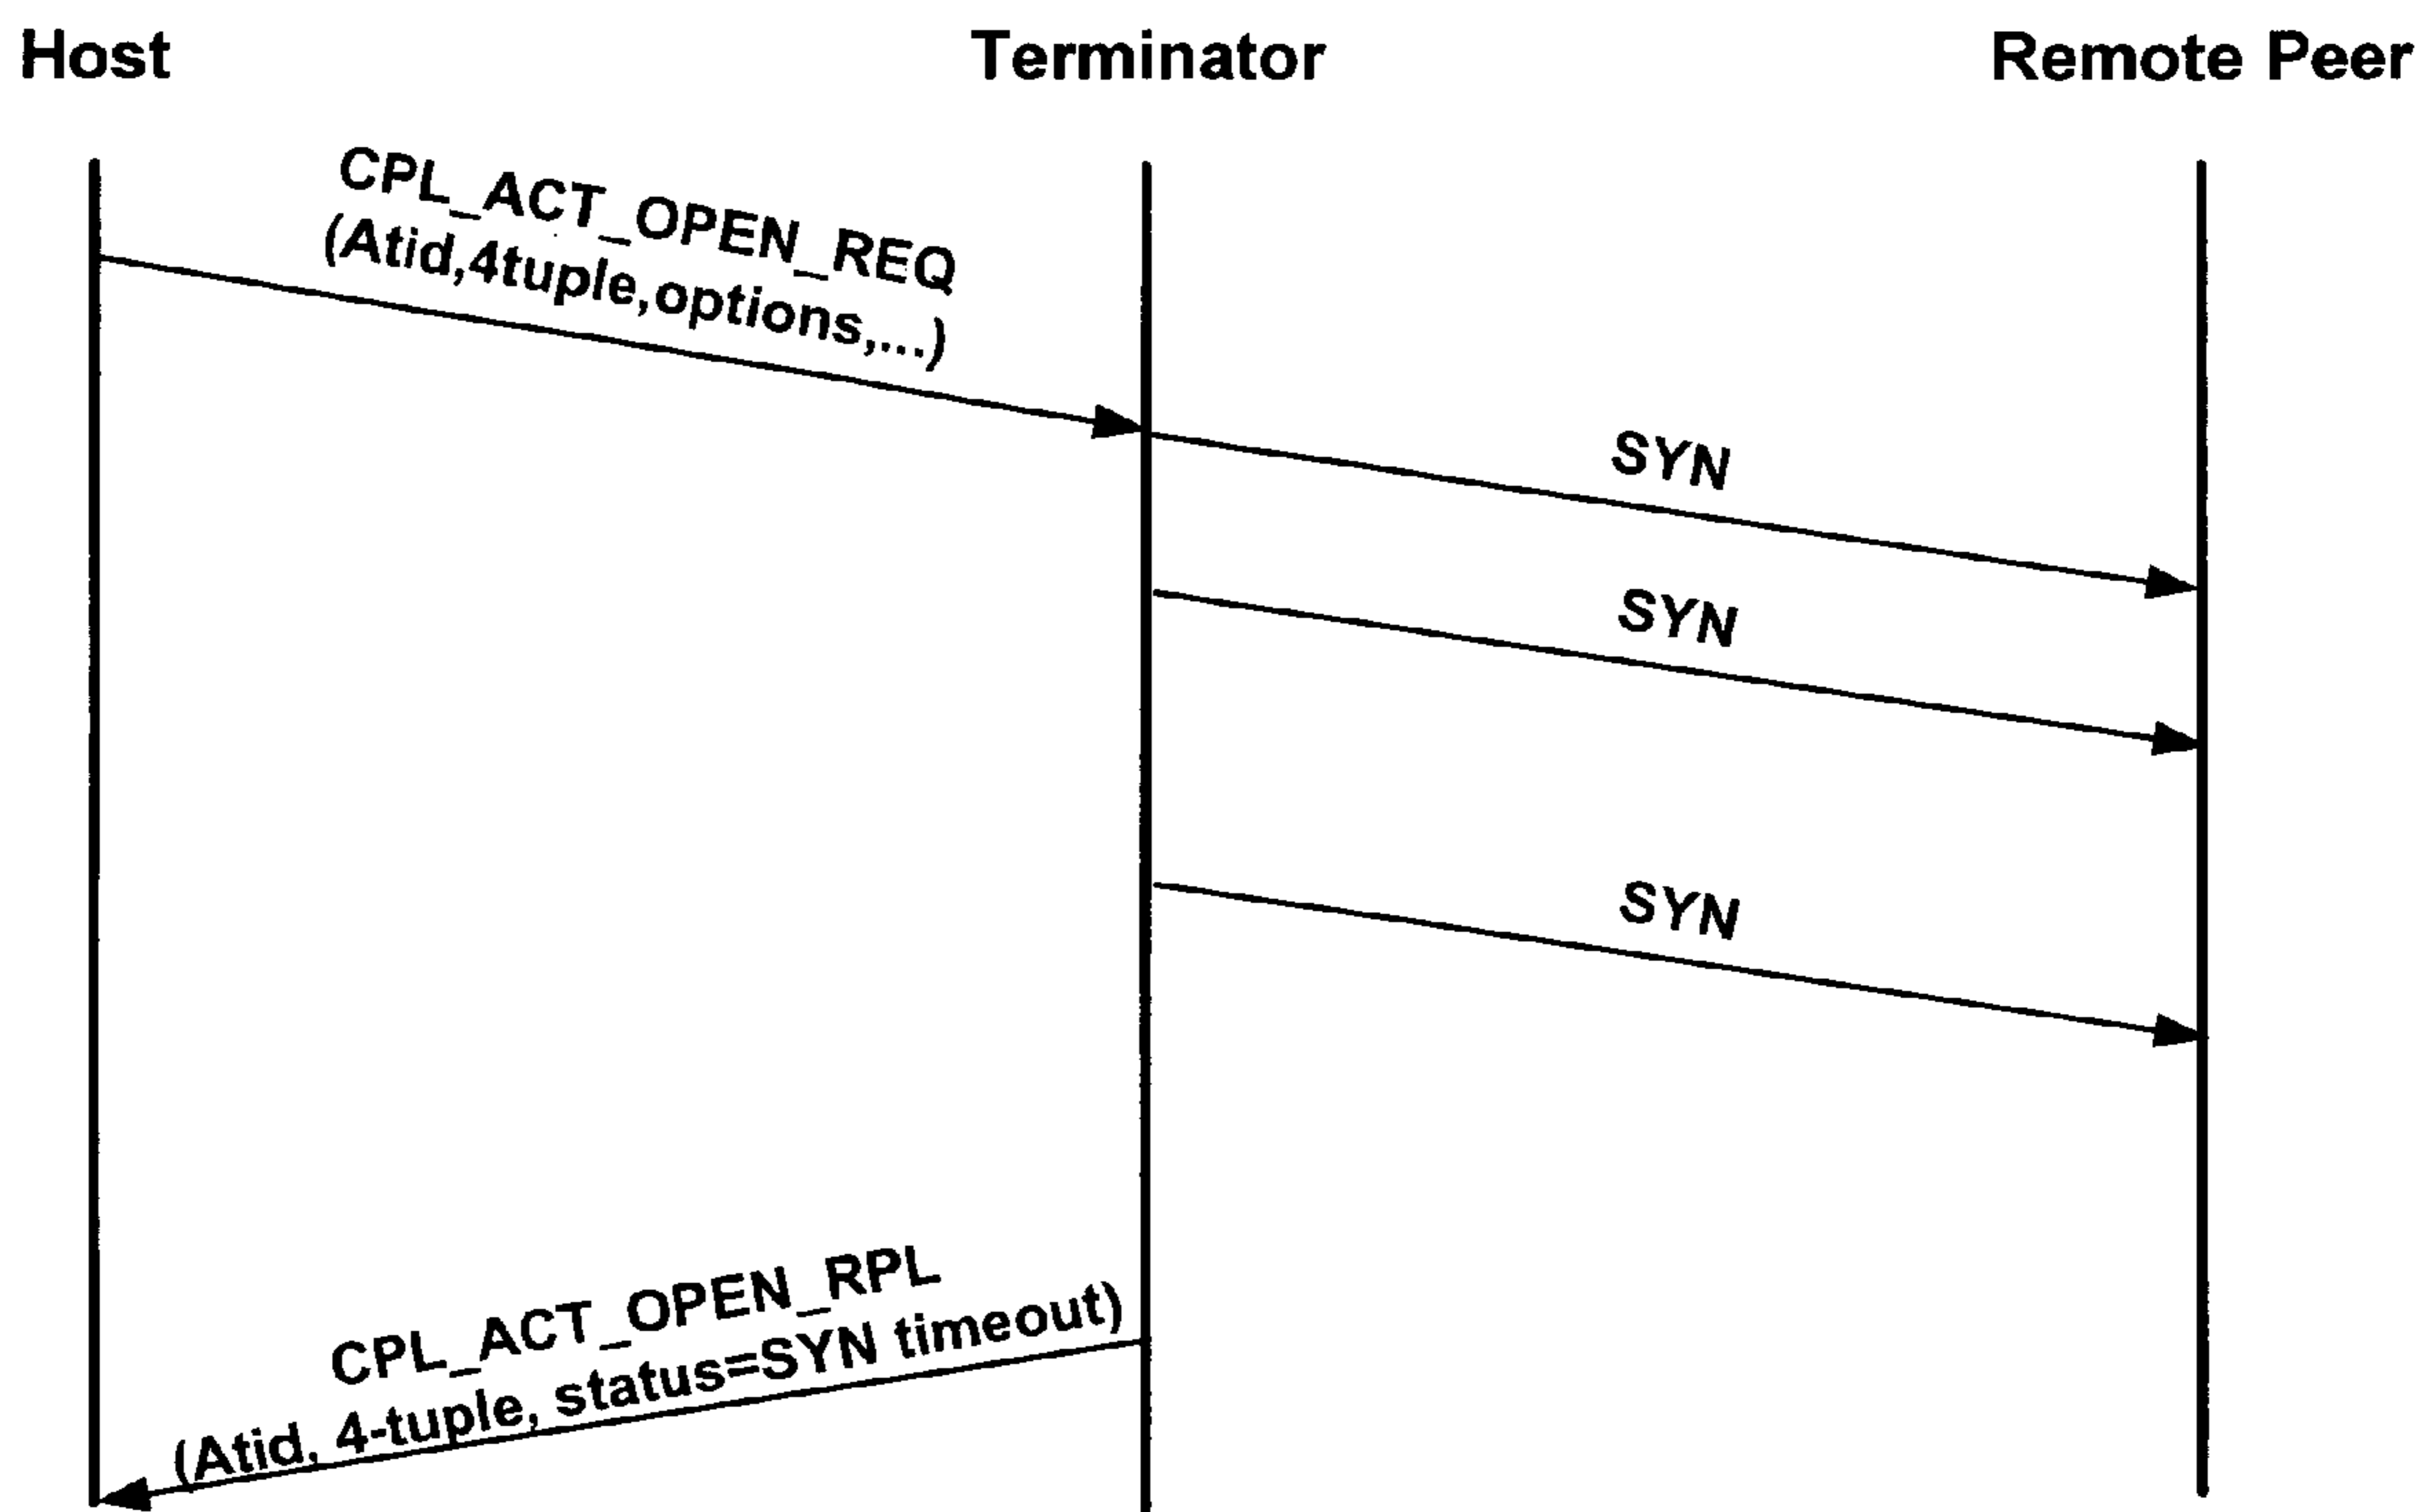 Host
Terminator
Remote Peer
CPL_ACT_OPEN_REQ
(Atid,4tuple,options,...)
SYN
SYN
SYN
CPL_ACT_OPEN_RPL
(Atid, 4-tuple, status=SYN timeout)